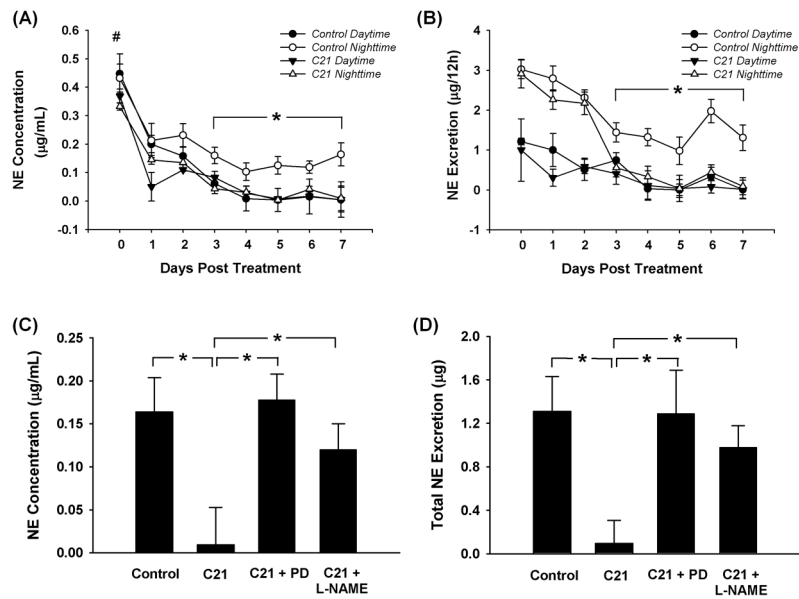 (A)
#
Control Daytime
Control Nighttime
C21 Daytime
C21 Nighttime
*
NE Concentration
(µg/mL)
0.6
0.5
0.4
0.3
0.2
0.1
0.0
-0.1
0 1 2 3 4 5 6 7
Days Post Treatment
(B)
Control Daytime
Control Nighttime
C21 Daytime
C21 Nighttime
*
NE Excretion (µg/12h)
4
3
2
1
0
-1
0 1 2 3 4 5 6 7
Days Post Treatment
(C)
*
* *
NE Concentration (µg/mL)
0.25
0.20
0.15
0.10
0.05
0.00
Control C21 C21 + PD C21 +
L-NAME
(D)
*
* *
Total NE Excretion (µg)
2.0
1.6
1.2
0.8
0.4
0.0
Control C21 C21 + PD C21 +
L-NAME